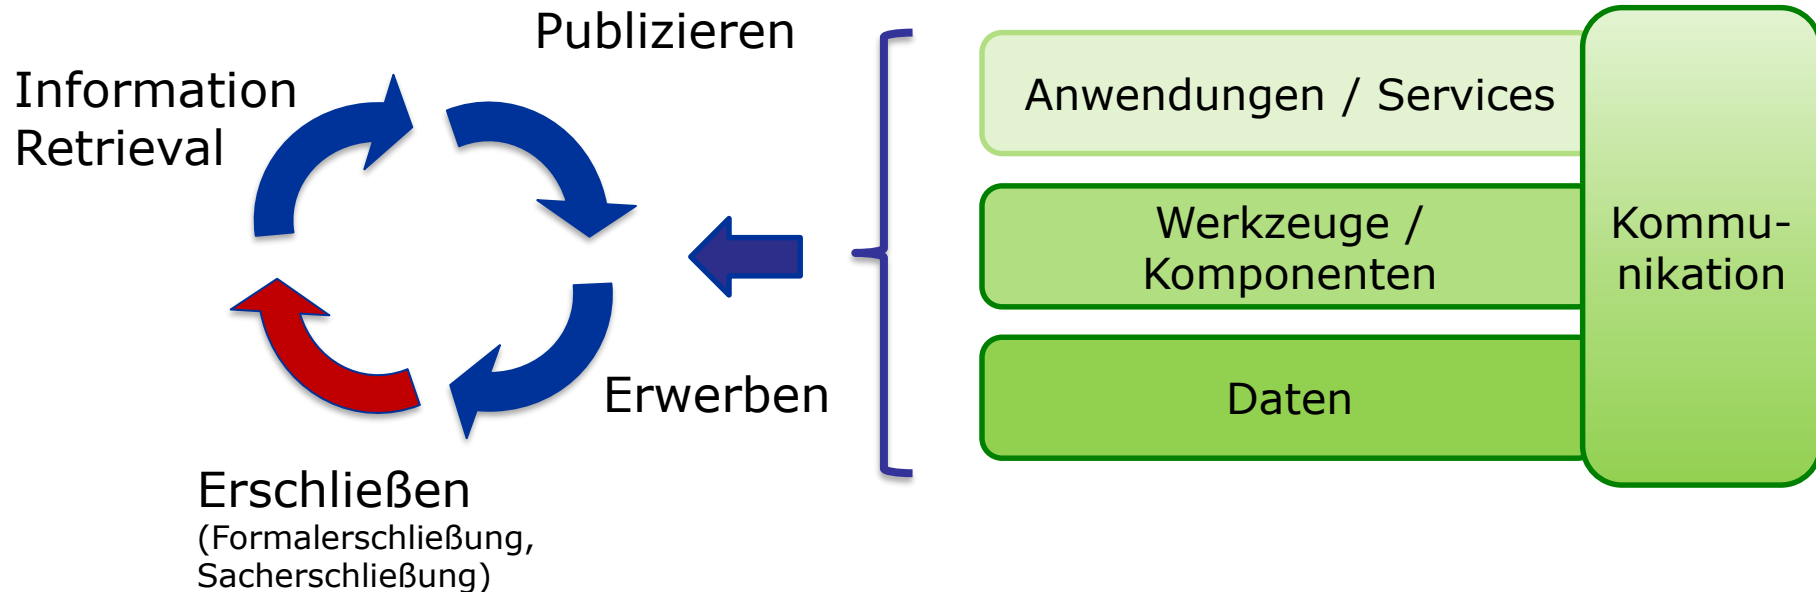 Publizieren
Information
Retrieval
Erwerben
Erschließen
(Formalerschließung,
Sacherschließung)
Anwendungen / Services
Werkzeuge /
Komponenten
Daten
Kommu-
nikation